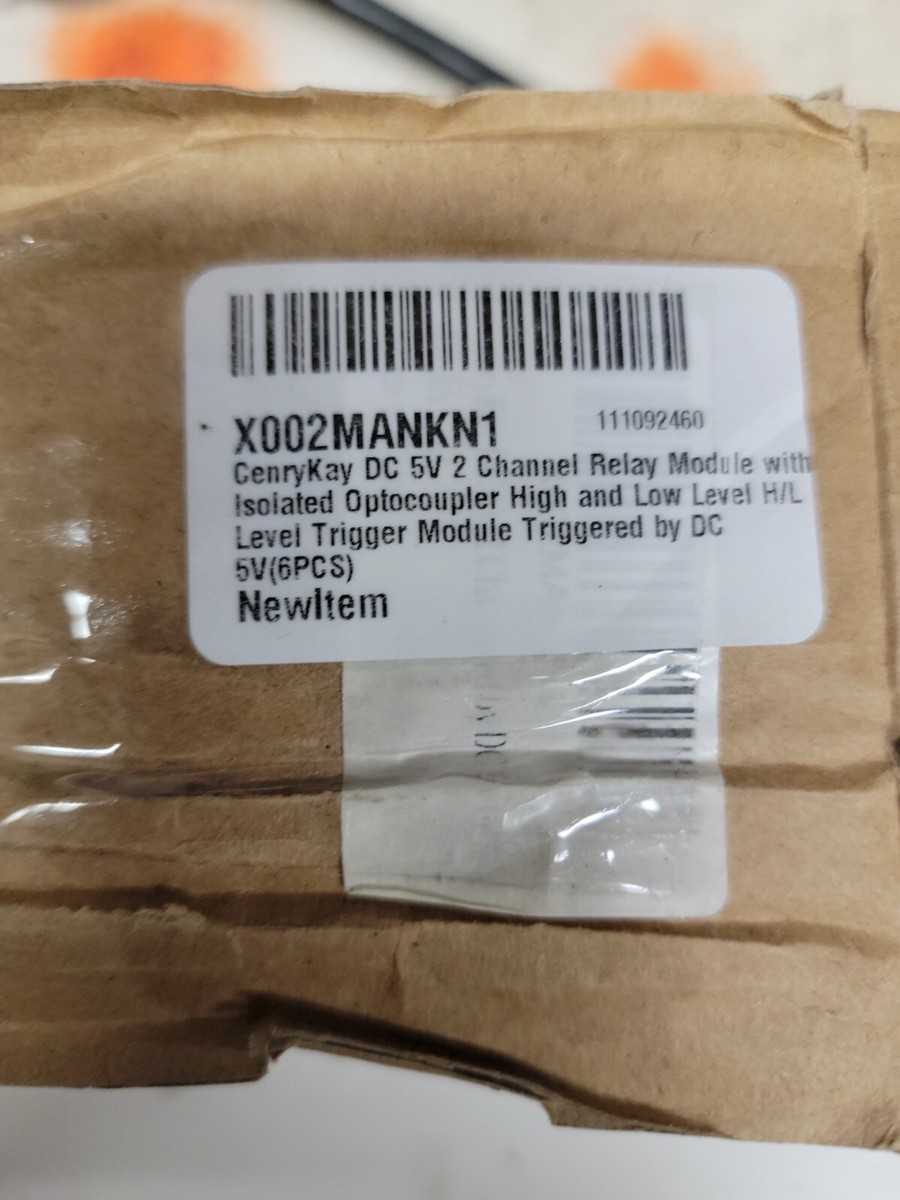 X002MANKN1
111092460
CenryKay DC 5V 2 Channel Relay Module with
Isolated Optocoupler High and Low Level H/L
Level Trigger Module Triggered by DC
5V(6PCS)
NewItem
DC